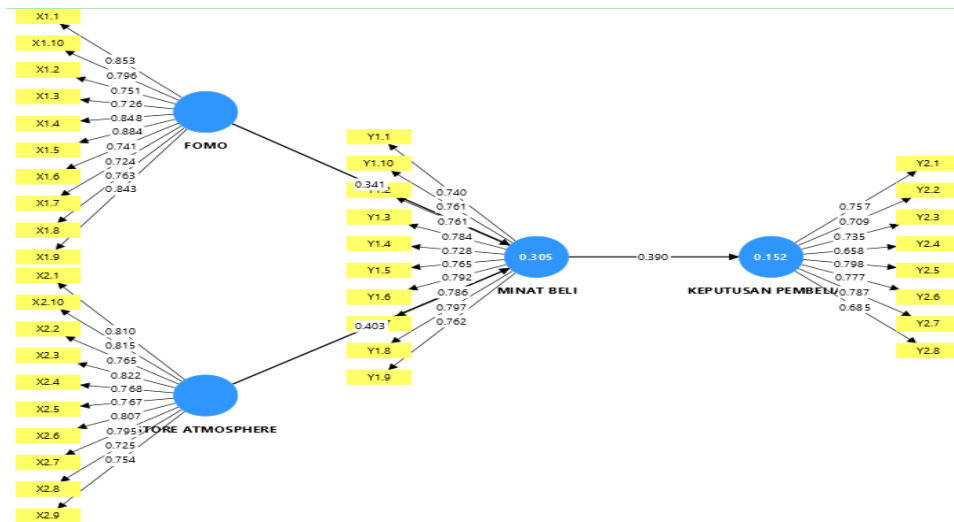 X1.1
X1.10
X1.2
X1.3
X1.4
X1.5
X1.6
X1.7
X1.8
X1.9
0.853
0.796
0.751
0.726
0.848
0.884
0.741
0.724
0.763
0.843
FOMO
X2.1
X2.10
X2.2
X2.3
X2.4
X2.5
X2.6
X2.7
X2.8
X2.9
0.810
0.815
0.765
0.822
0.768
0.767
0.807
0.795
0.725
0.754
TORE ATMOSPHERE
0.341
0.403
Y1.1
Y1.10
Y1.2
Y1.3
Y1.4
Y1.5
Y1.6
Y1.8
Y1.9
0.740
0.761
0.761
0.784
0.728
0.765
0.792
0.786
0.797
0.762
0.305
MINAT BELI
0.390
0.152
KEPUTUSAN PEMBELI
0.757
0.709
0.735
0.658
0.798
0.777
0.787
0.685
Y2.1
Y2.2
Y2.3
Y2.4
Y2.5
Y2.6
Y2.7
Y2.8